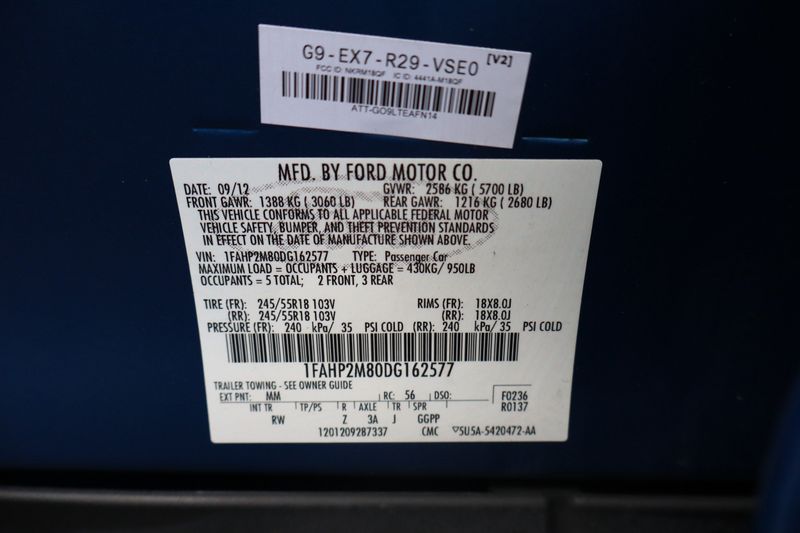 G9-EX7-R29-VSE0 [V2]
FCC ID: NKRM18QF IC ID: 4441A-M18QF
ATT-GO9LTEAFN14
MFD. BY FORD MOTOR CO.
DATE: 09/12 GVWR: 2586 KG ( 5700 LB)
FRONT GAWR: 1388 KG ( 3060 LB) REAR GAWR: 1216 KG ( 2680 LB)
THIS VEHICLE CONFORMS TO ALL APPLICABLE FEDERAL MOTOR
VEHICLE SAFETY, BUMPER, AND THEFT PREVENTION STANDARDS
IN EFFECT ON THE DATE OF MANUFACTURE SHOWN ABOVE.
VIN: 1FAHP2M80DG162577 TYPE: Passenger Car
MAXIMUM LOAD = OCCUPANTS + LUGGAGE = 430KG/ 950LB
OCCUPANTS = 5 TOTAL; 2 FRONT, 3 REAR
TIRE (FR): 245/55R18 103V RIMS (FR): 18X8.0J
(RR): 245/55R18 103V (RR): 18X8.0J
PRESSURE (FR): 240 kPa/ 35 PSI COLD (RR): 240 kPa/ 35 PSI COLD
1FAHP2M80DG162577
TRAILER TOWING - SEE OWNER GUIDE
EXT PNT: MM RC: 56 DSO: F0236
INT TR TP/PS R AXLE TR SPR R0137
RW Z 3A J GGPP
1201209287337 CMC ▽5U5A-5420472-AA